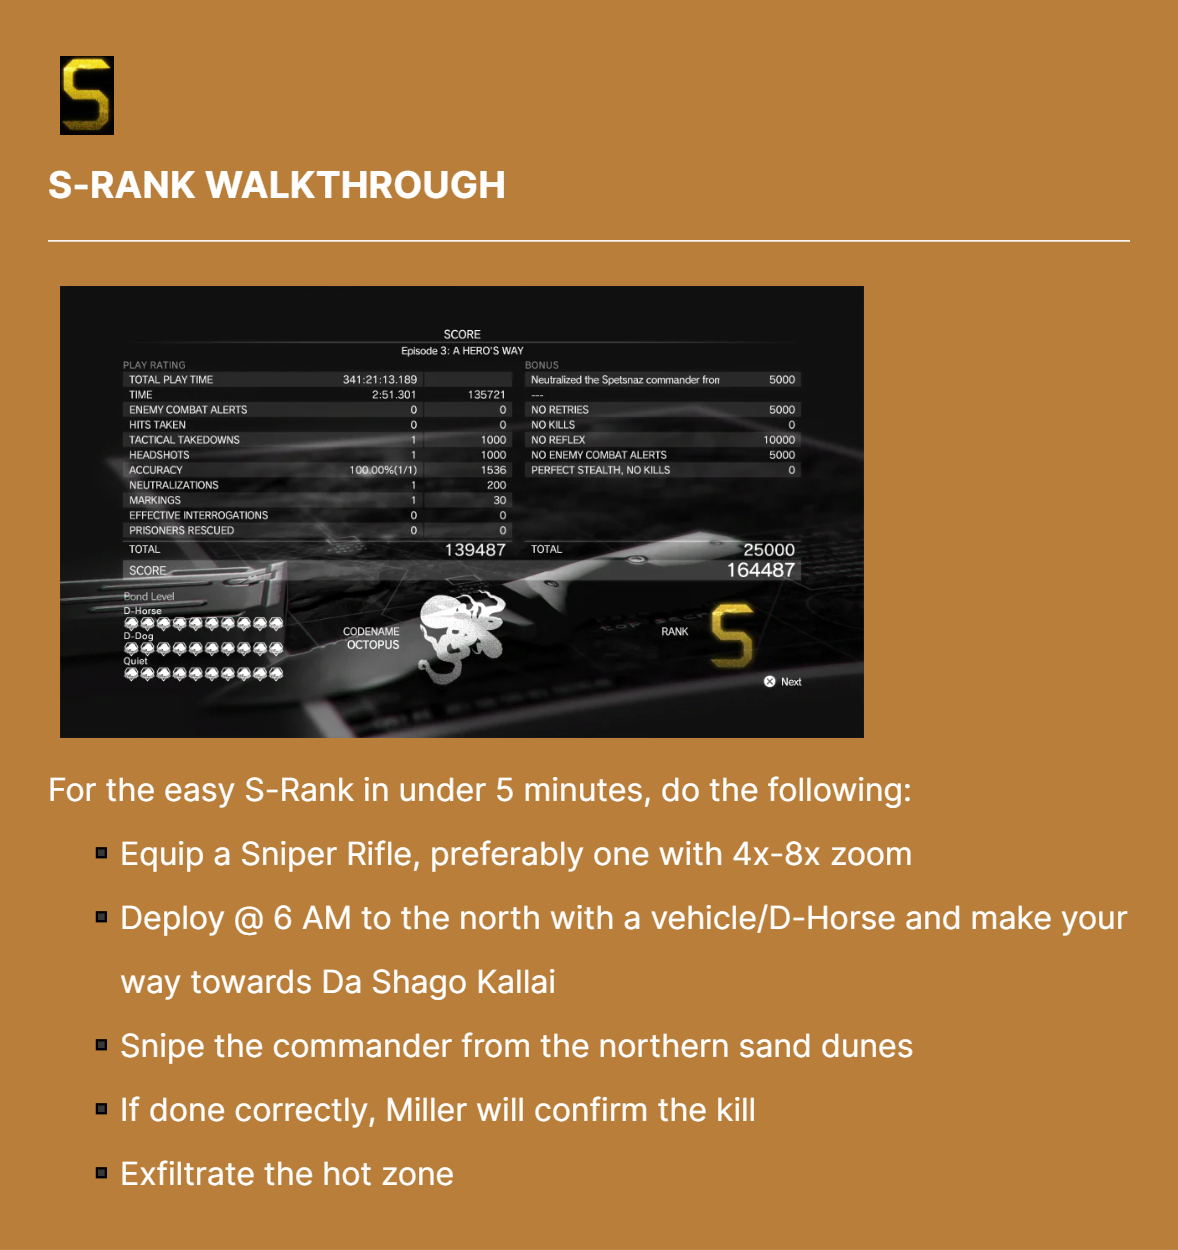 S
S-RANK WALKTHROUGH
SCORE
Episode 3: A HERO'S WAY
PLAY RATING
TOTAL PLAY TIME 341:21:13.189
TIME 2:51.301 135721
ENEMY COMBAT ALERTS 0 0
HITS TAKEN 0 0
TACTICAL TAKEDOWNS 1 1000
HEADSHOTS 1 1000
ACCURACY 100.00%(1/1) 1536
NEUTRALIZATIONS 1 200
MARKINGS 1 30
EFFECTIVE INTERROGATIONS 0 0
PRISONERS RESCUED 0 0
TOTAL 139487
BONUS
Neutralized the Spetsnaz commander from 5000
---
NO RETRIES 5000
NO KILLS 0
NO REFLEX 10000
NO ENEMY COMBAT ALERTS 5000
PERFECT STEALTH, NO KILLS 0
TOTAL 25000
SCORE 164487
Bond Level
D-Horse
D-Dog
Quiet
CODENAME
OCTOPUS
RANK S
Next
For the easy S-Rank in under 5 minutes, do the following:
Equip a Sniper Rifle, preferably one with 4x-8x zoom
Deploy @ 6 AM to the north with a vehicle/D-Horse and make your
way towards Da Shago Kallai
Snipe the commander from the northern sand dunes
If done correctly, Miller will confirm the kill
Exfiltrate the hot zone